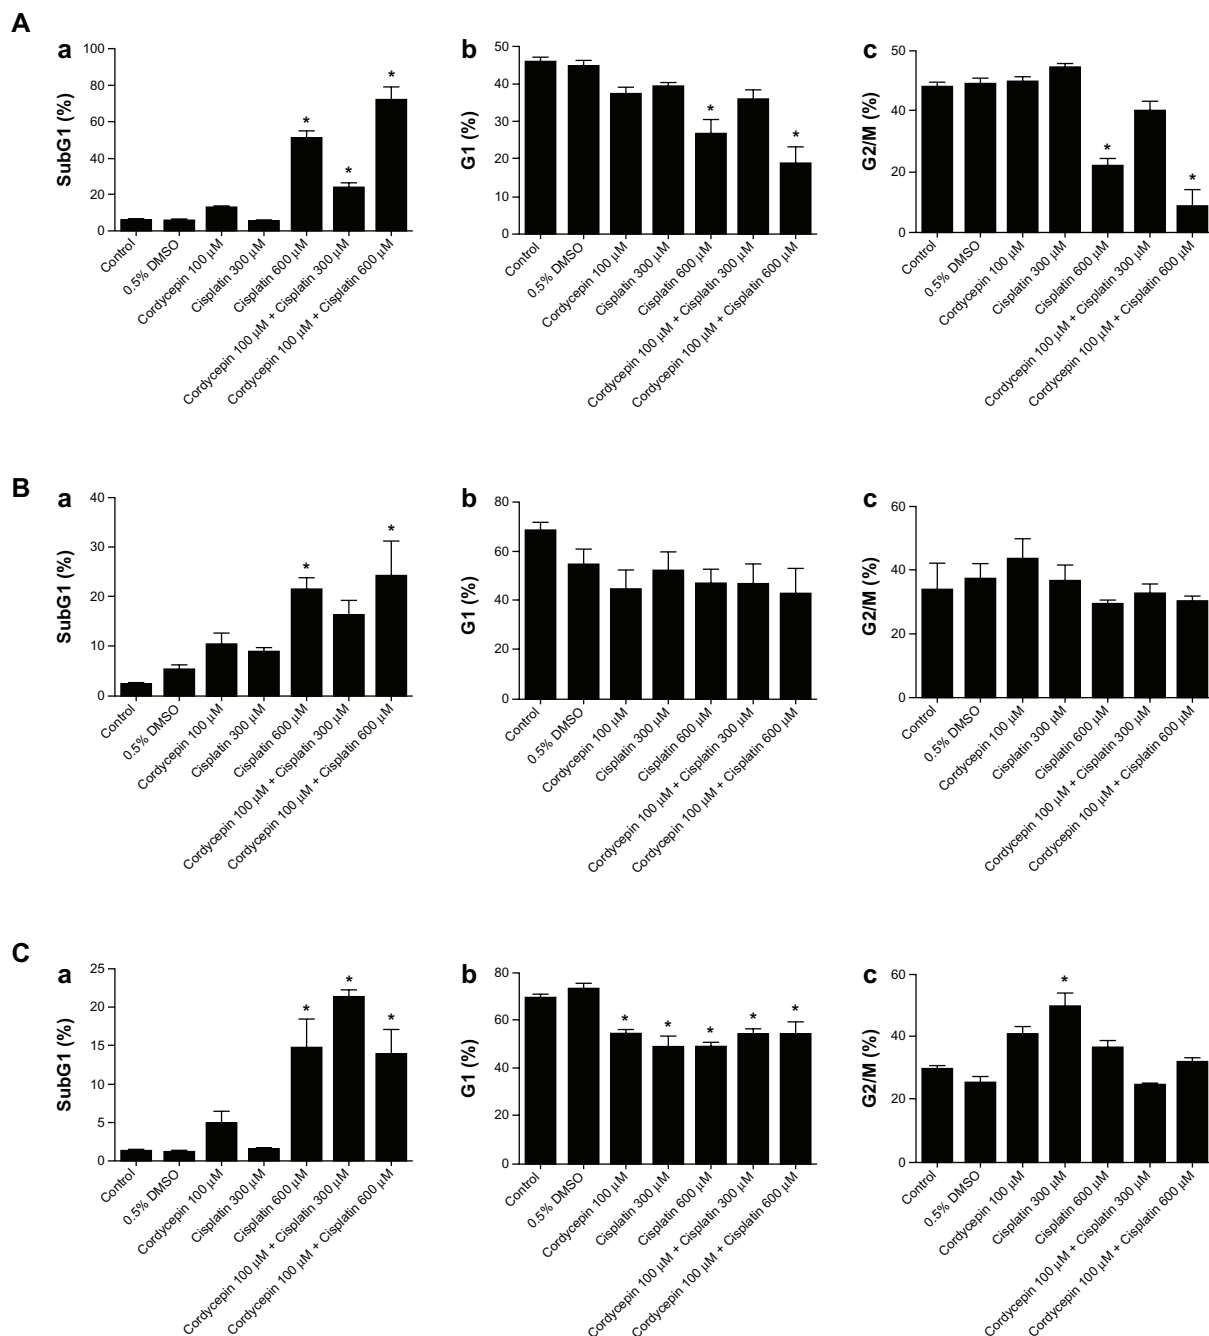 A
a
SubG1 (%)
100
80
60
40
20
0
Control
0.5% DMSO
Cordycepin 100 μM
Cisplatin 300 μM
Cisplatin 600 μM
Cordycepin 100 μM + Cisplatin 300 μM
Cordycepin 100 μM + Cisplatin 600 μM
*
*
*
b
G1 (%)
50
40
30
20
10
0
Control
0.5% DMSO
Cordycepin 100 μM
Cisplatin 300 μM
Cisplatin 600 μM
Cordycepin 100 μM + Cisplatin 300 μM
Cordycepin 100 μM + Cisplatin 600 μM
*
*
c
G2/M (%)
50
40
20
0
Control
0.5% DMSO
Cordycepin 100 μM
Cisplatin 300 μM
Cisplatin 600 μM
Cordycepin 100 μM + Cisplatin 300 μM
Cordycepin 100 μM + Cisplatin 600 μM
*
*
B
a
SubG1 (%)
40
30
20
10
0
Control
0.5% DMSO
Cordycepin 100 μM
Cisplatin 300 μM
Cisplatin 600 μM
Cordycepin 100 μM + Cisplatin 300 μM
Cordycepin 100 μM + Cisplatin 600 μM
*
*
b
G1 (%)
80
60
40
20
0
Control
0.5% DMSO
Cordycepin 100 μM
Cisplatin 300 μM
Cisplatin 600 μM
Cordycepin 100 μM + Cisplatin 300 μM
Cordycepin 100 μM + Cisplatin 600 μM
c
G2/M (%)
60
40
20
0
Control
0.5% DMSO
Cordycepin 100 μM
Cisplatin 300 μM
Cisplatin 600 μM
Cordycepin 100 μM + Cisplatin 300 μM
Cordycepin 100 μM + Cisplatin 600 μM
C
a
SubG1 (%)
25
20
15
10
5
0
Control
0.5% DMSO
Cordycepin 100 μM
Cisplatin 300 μM
Cisplatin 600 μM
Cordycepin 100 μM + Cisplatin 300 μM
Cordycepin 100 μM + Cisplatin 600 μM
*
*
*
b
G1 (%)
80
60
40
20
0
Control
0.5% DMSO
Cordycepin 100 μM
Cisplatin 300 μM
Cisplatin 600 μM
Cordycepin 100 μM + Cisplatin 300 μM
Cordycepin 100 μM + Cisplatin 600 μM
*
*
*
*
*
c
G2/M (%)
60
40
20
0
Control
0.5% DMSO
Cordycepin 100 μM
Cisplatin 300 μM
Cisplatin 600 μM
Cordycepin 100 μM + Cisplatin 300 μM
Cordycepin 100 μM + Cisplatin 600 μM
*